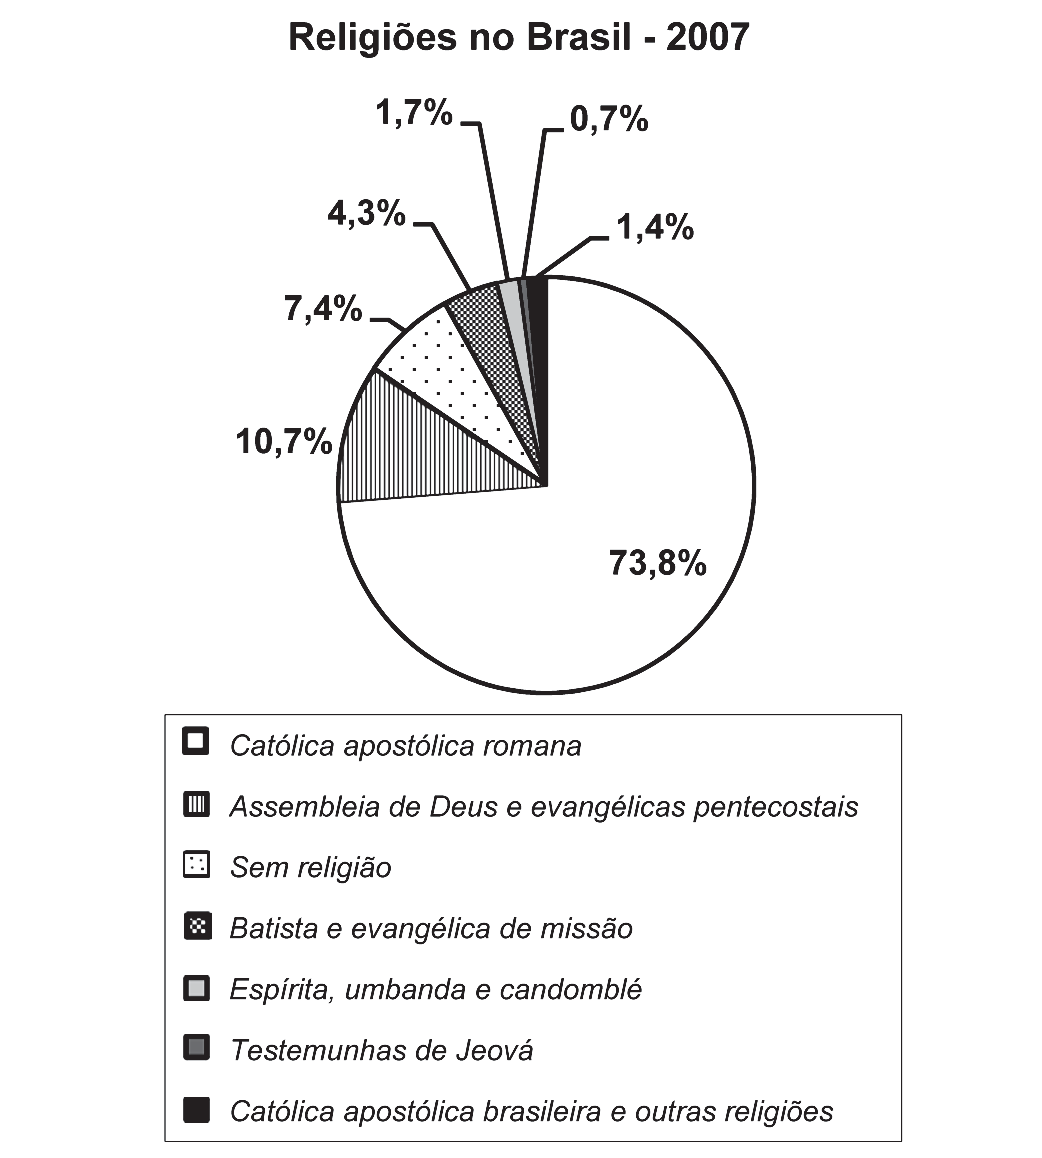 Religiões no Brasil - 2007
1,7%
0,7%
4,3%
1,4%
7,4%
10,7%
73,8%
Católica apostólica romana
Assembleia de Deus e evangélicas pentecostais
Sem religião
Batista e evangélica de missão
Espírita, umbanda e candomblé
Testemunhas de Jeová
Católica apostólica brasileira e outras religiões